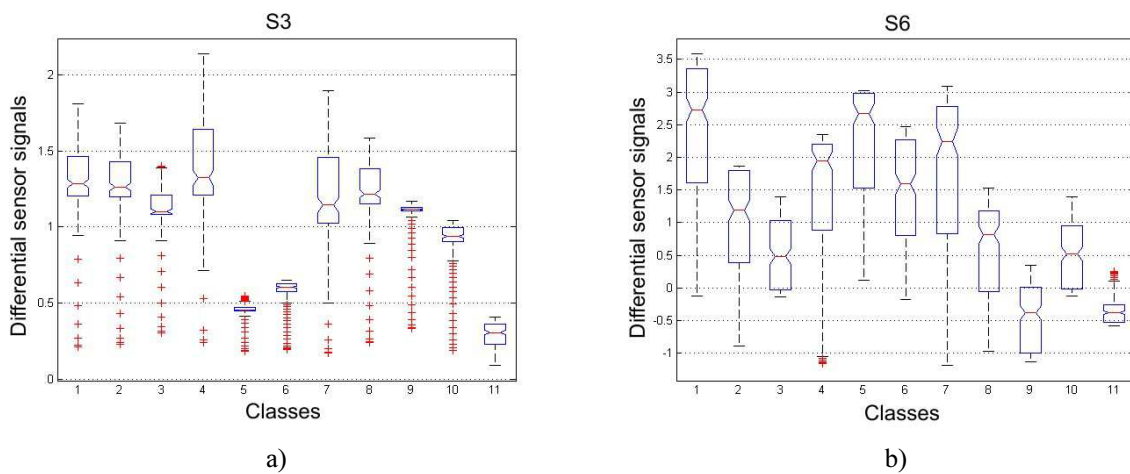 S3
Differential sensor signals
2
1.5
1
0.5
0
1 2 3 4 5 6 7 8 9 10 11
Classes
a)
S6
Differential sensor signals
3.5
3
2.5
2
1.5
1
0.5
0
-0.5
-1
1 2 3 4 5 6 7 8 9 10 11
Classes
b)